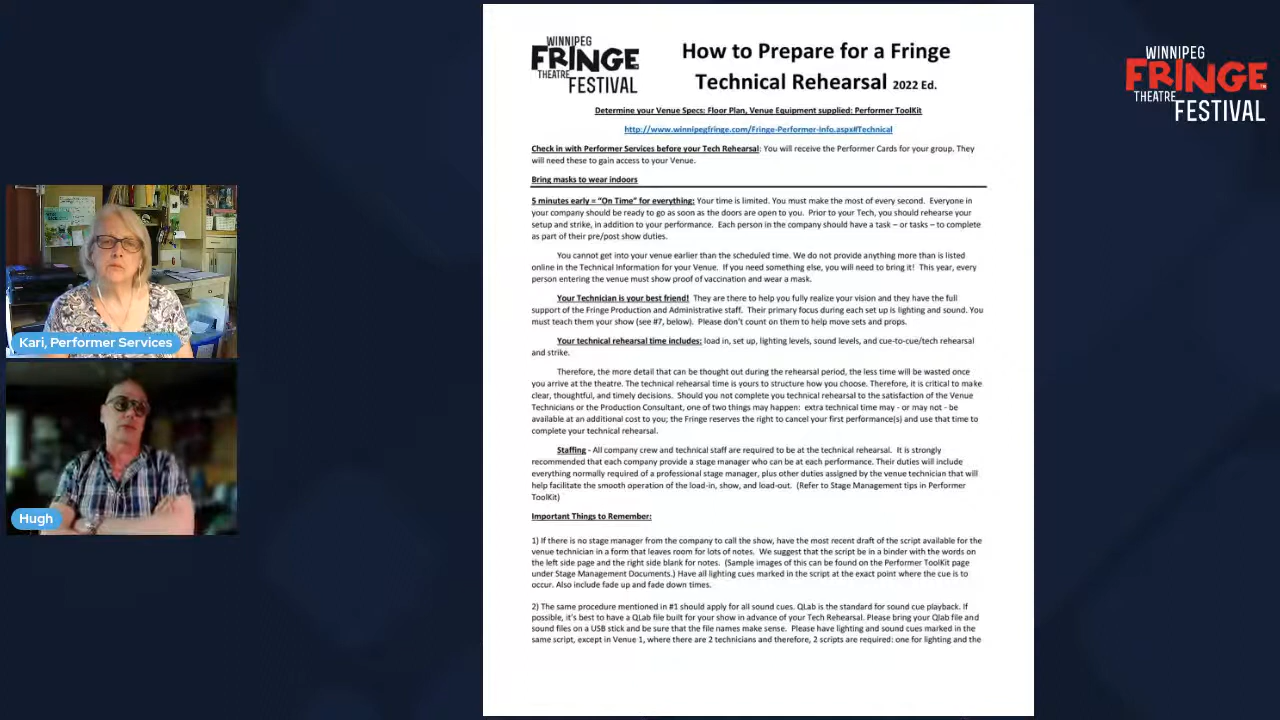 WINNIPEG
FRINGE
THEATRE
FESTIVAL
How to Prepare for a Fringe
Technical Rehearsal 2022 Ed.
Determine your Venue Specs: Floor Plan, Venue Equipment supplied: Performer ToolKit
http://www.winnipegfringe.com/Fringe-Performer-Info.aspx#Technical
Check in with Performer Services before your Tech Rehearsal: You will receive the Performer Cards for your group. They
will need these to gain access to your Venue.
Bring masks to wear indoors
5 minutes early = “On Time” for everything: Your time is limited. You must make the most of every second. Everyone in
your company should be ready to go as soon as the doors are open to you. Prior to your Tech, you should rehearse your
setup and strike, in addition to your performance. Each person in the company should have a task – or tasks – to complete
as part of their pre/post show duties.
You cannot get into your venue earlier than the scheduled time. We do not provide anything more than is listed
online in the Technical Information for your Venue. If you need something else, you will need to bring it! This year, every
person entering the venue must show proof of vaccination and wear a mask.
Your Technician is your best friend! They are there to help you fully realize your vision and they have the full
support of the Fringe Production and Administrative staff. Their primary focus during each set up is lighting and sound. You
must teach them your show (see #7, below). Please don’t count on them to help move sets and props.
Your technical rehearsal time includes: load in, set up, lighting levels, sound levels, and cue-to-cue/tech rehearsal
and strike.
Therefore, the more detail that can be thought out during the rehearsal period, the less time will be wasted once
you arrive at the theatre. The technical rehearsal time is yours to structure how you choose. Therefore, it is critical to make
clear, thoughtful, and timely decisions. Should you not complete you technical rehearsal to the satisfaction of the Venue
Technicians or the Production Consultant, one of two things may happen: extra technical time may - or may not - be
available at an additional cost to you; the Fringe reserves the right to cancel your first performance(s) and use that time to
complete your technical rehearsal.
Staffing - All company crew and technical staff are required to be at the technical rehearsal. It is strongly
recommended that each company provide a stage manager who can be at each performance. Their duties will include
everything normally required of a professional stage manager, plus other duties assigned by the venue technician that will
help facilitate the smooth operation of the load-in, show, and load-out. (Refer to Stage Management tips in Performer
ToolKit)
Important Things to Remember:
1) If there is no stage manager from the company to call the show, have the most recent draft of the script available for the
venue technician in a form that leaves room for lots of notes. We suggest that the script be in a binder with the words on
the left side page and the right side blank for notes. (Sample images of this can be found on the Performer ToolKit page
under Stage Management Documents.) Have all lighting cues marked in the script at the exact point where the cue is to
occur. Also include fade up and fade down times.
2) The same procedure mentioned in #1 should apply for all sound cues. QLab is the standard for sound cue playback. If
possible, it’s best to have a QLab file built for your show in advance of your Tech Rehearsal. Please bring your Qlab file and
sound files on a USB stick and be sure that the file names make sense. Please have lighting and sound cues marked in the
same script, except in Venue 1, where there are 2 technicians and therefore, 2 scripts are required: one for lighting and the
Kari, Performer Services
Hugh
WINNIPEG
FRINGE™
THEATRE
FESTIVAL